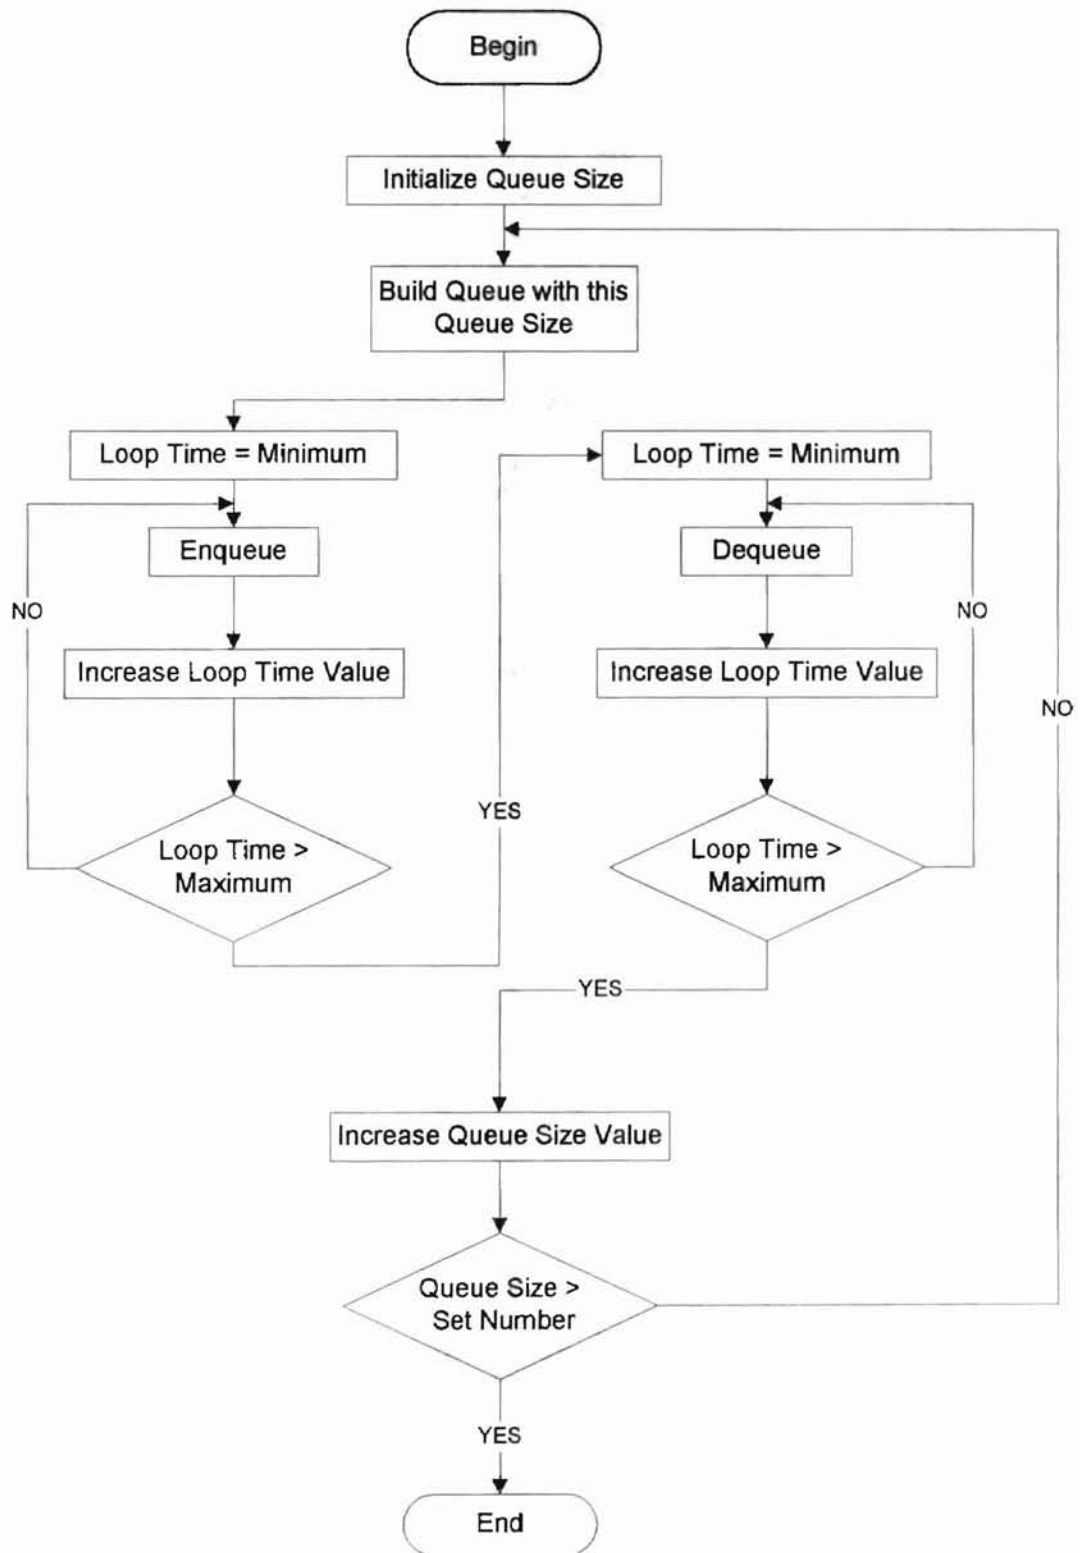 Begin
Initialize Queue Size
Build Queue with this
Queue Size
Loop Time = Minimum
Enqueue
NO
Increase Loop Time Value
Loop Time >
Maximum
YES
Loop Time = Minimum
Dequeue
NO
Increase Loop Time Value
Loop Time >
Maximum
YES
NO
Increase Queue Size Value
Queue Size >
Set Number
YES
End